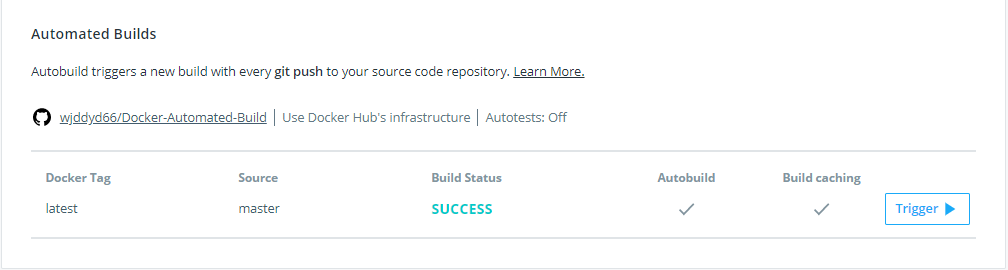 Automated Builds
Autobuild triggers a new build with every git push to your source code repository. Learn More.
wjddyd66/Docker-Automated-Build | Use Docker Hub's infrastructure | Autotests: Off
Docker Tag Source Build Status Autobuild Build caching
latest master SUCCESS Trigger